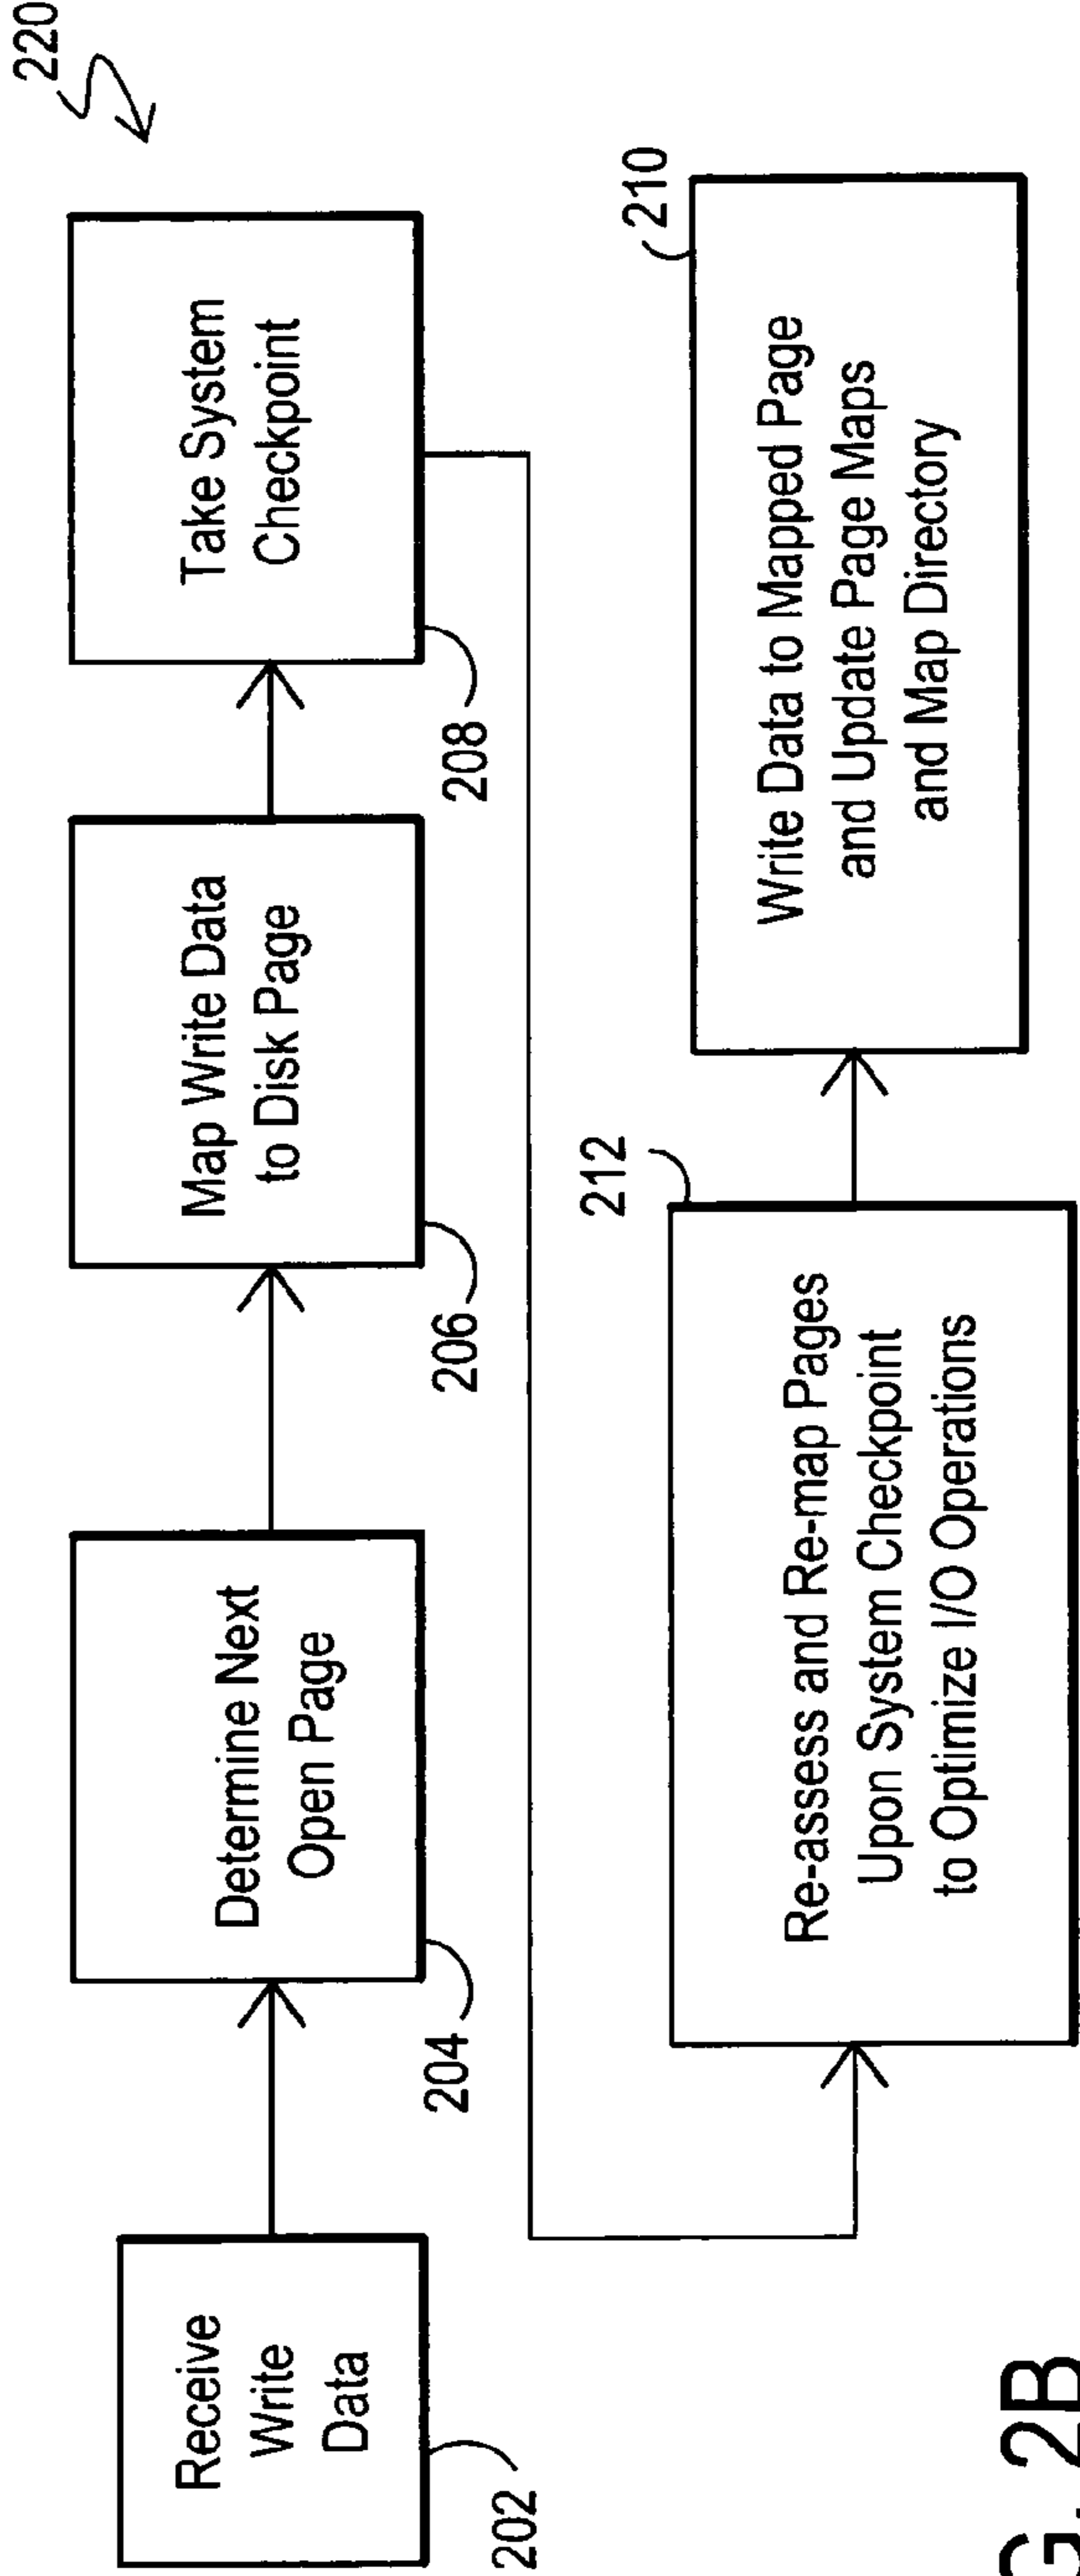 220
Receive
Write
Data
202
Determine Next
Open Page
204
Map Write Data
to Disk Page
206
Take System
Checkpoint
208
Re-assess and Re-map Pages
Upon System Checkpoint
to Optimize I/O Operations
212
Write Data to Mapped Page
and Update Page Maps
and Map Directory
210
G. 2B